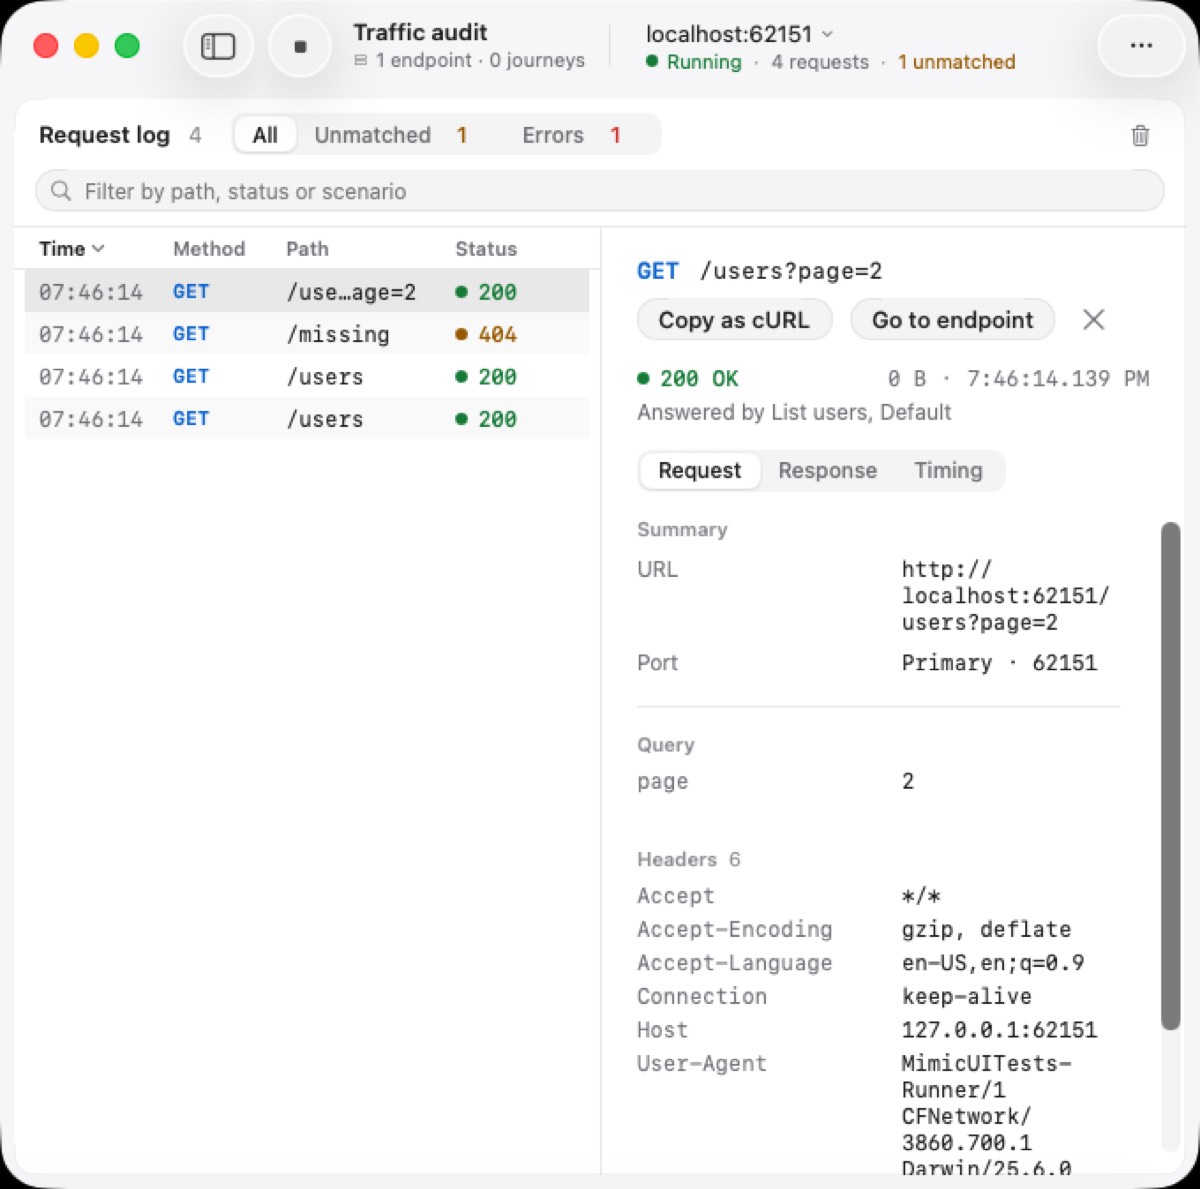 Traffic audit
1 endpoint · 0 journeys
localhost:62151
Running · 4 requests · 1 unmatched
Request log 4
All Unmatched 1 Errors 1
Filter by path, status or scenario
Time Method Path Status
07:46:14 GET /use…age=2 200
07:46:14 GET /missing 404
07:46:14 GET /users 200
07:46:14 GET /users 200
GET /users?page=2
Copy as cURL Go to endpoint
200 OK 0 B · 7:46:14.139 PM
Answered by List users, Default
Request Response Timing
Summary
URL http://
localhost:62151/
users?page=2
Port Primary · 62151
Query
page 2
Headers 6
Accept */*
Accept-Encoding gzip, deflate
Accept-Language en-US,en;q=0.9
Connection keep-alive
Host 127.0.0.1:62151
User-Agent MimicUITests-
Runner/1
CFNetwork/
3860.700.1
Darwin/25.6.0